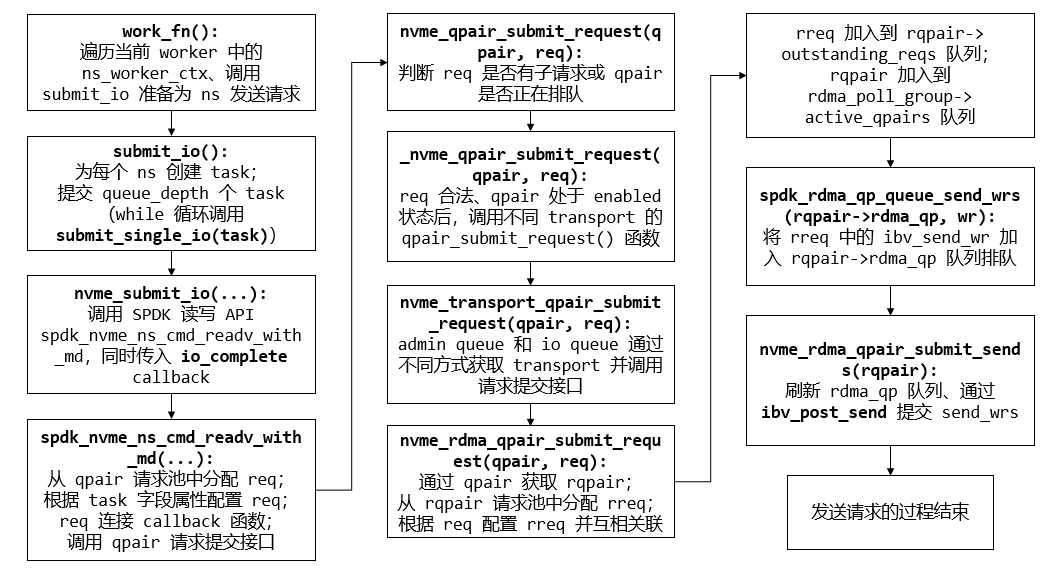 work_fn():
遍历当前 worker 中的
ns_worker_ctx、调用
submit_io 准备为 ns 发送请求
submit_io():
为每个 ns 创建 task;
提交 queue_depth 个 task
(while 循环调用
submit_single_io(task))
nvme_submit_io(...):
调用 SPDK 读写 API
spdk_nvme_ns_cmd_readv_with
_md, 同时传入 io_complete
callback
spdk_nvme_ns_cmd_readv_with
_md(...):
从 qpair 请求池中分配 req;
根据 task 字段属性配置 req;
req 连接 callback 函数;
调用 qpair 请求提交接口
nvme_qpair_submit_request(q
pair, req):
判断 req 是否有子请求或 qpair
是否正在排队
_nvme_qpair_submit_request(
qpair, req):
req 合法、qpair 处于 enabled
状态后, 调用不同 transport 的
qpair_submit_request() 函数
nvme_transport_qpair_submit
_request(qpair, req):
admin queue 和 io queue 通过
不同方式获取 transport 并调用
请求提交接口
nvme_rdma_qpair_submit_requ
est(qpair, req):
通过 qpair 获取 rqpair;
从 rqpair 请求池中分配 rreq;
根据 req 配置 rreq 并互相关联
rreq 加入到 rqpair->
outstanding_reqs 队列;
rqpair 加入到
rdma_poll_group->
active_qpairs 队列
spdk_rdma_qp_queue_send_wrs
(rqpair->rdma_qp, wr):
将 rreq 中的 ibv_send_wr 加
入 rqpair->rdma_qp 队列排队
nvme_rdma_qpair_submit_send
s(rqpair):
刷新 rdma_qp 队列、通过
ibv_post_send 提交 send_wrs
发送请求的过程结束